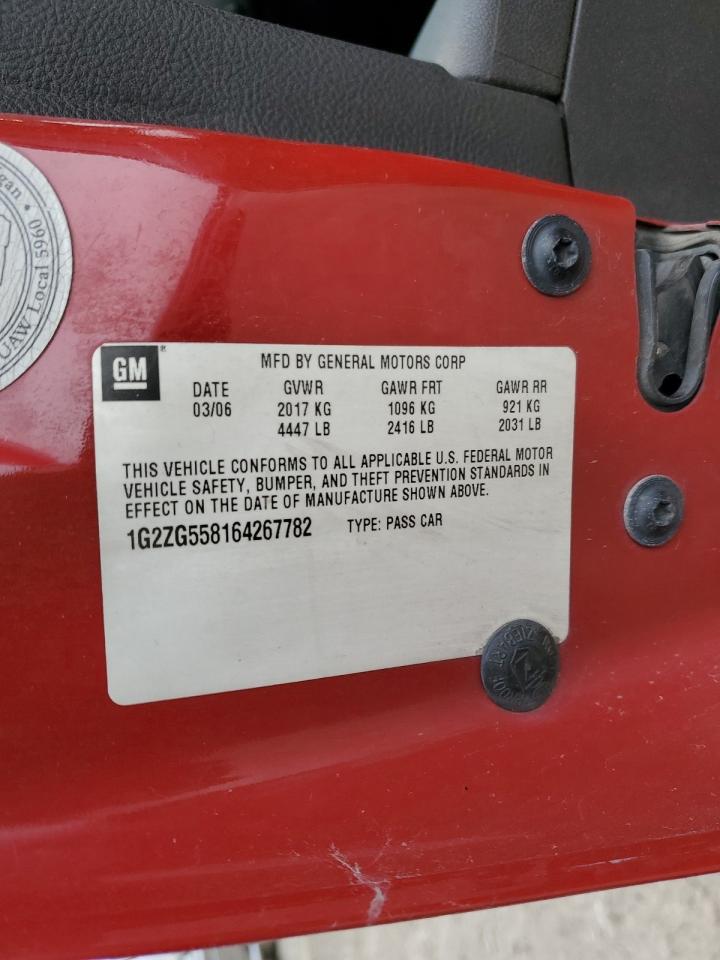 gan • UAW Local 5960
GM
MFD BY GENERAL MOTORS CORP
DATE GVWR GAWR FRT GAWR RR
03/06 2017 KG 1096 KG 921 KG
4447 LB 2416 LB 2031 LB
THIS VEHICLE CONFORMS TO ALL APPLICABLE U.S. FEDERAL MOTOR
VEHICLE SAFETY, BUMPER, AND THEFT PREVENTION STANDARDS IN
EFFECT ON THE DATE OF MANUFACTURE SHOWN ABOVE.
1G2ZG558164267782 TYPE: PASS CAR
ZIEBART